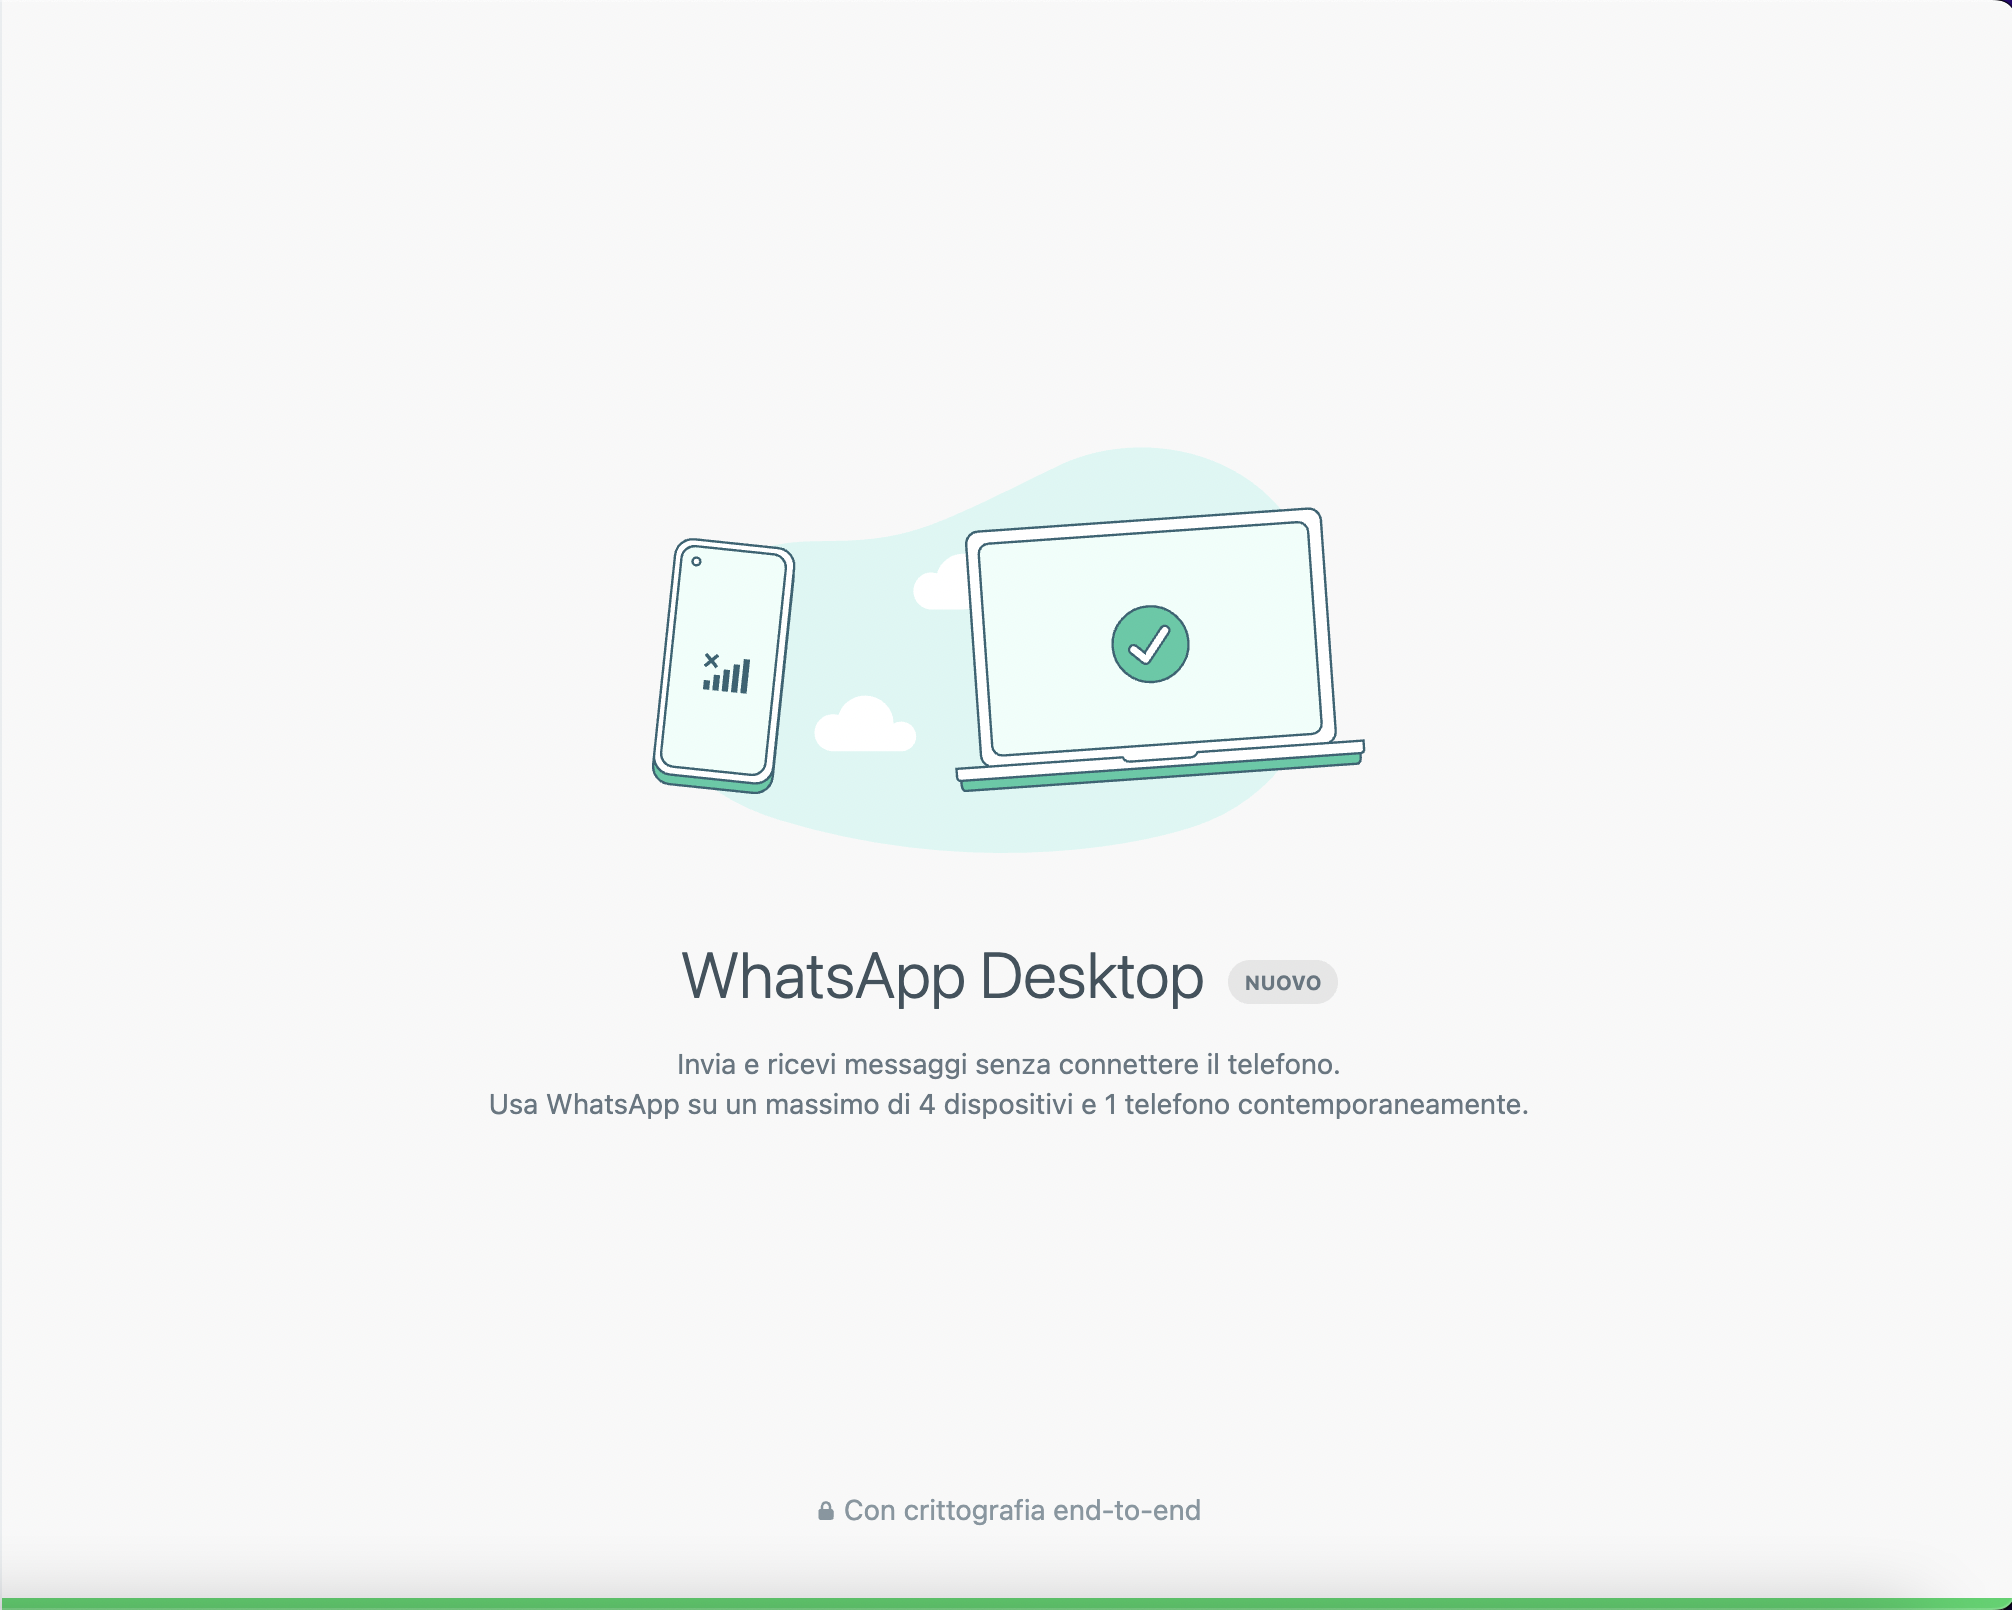 WhatsApp Desktop NUOVO
Invia e ricevi messaggi senza connettere il telefono.
Usa WhatsApp su un massimo di 4 dispositivi e 1 telefono contemporaneamente.
Con crittografia end-to-end